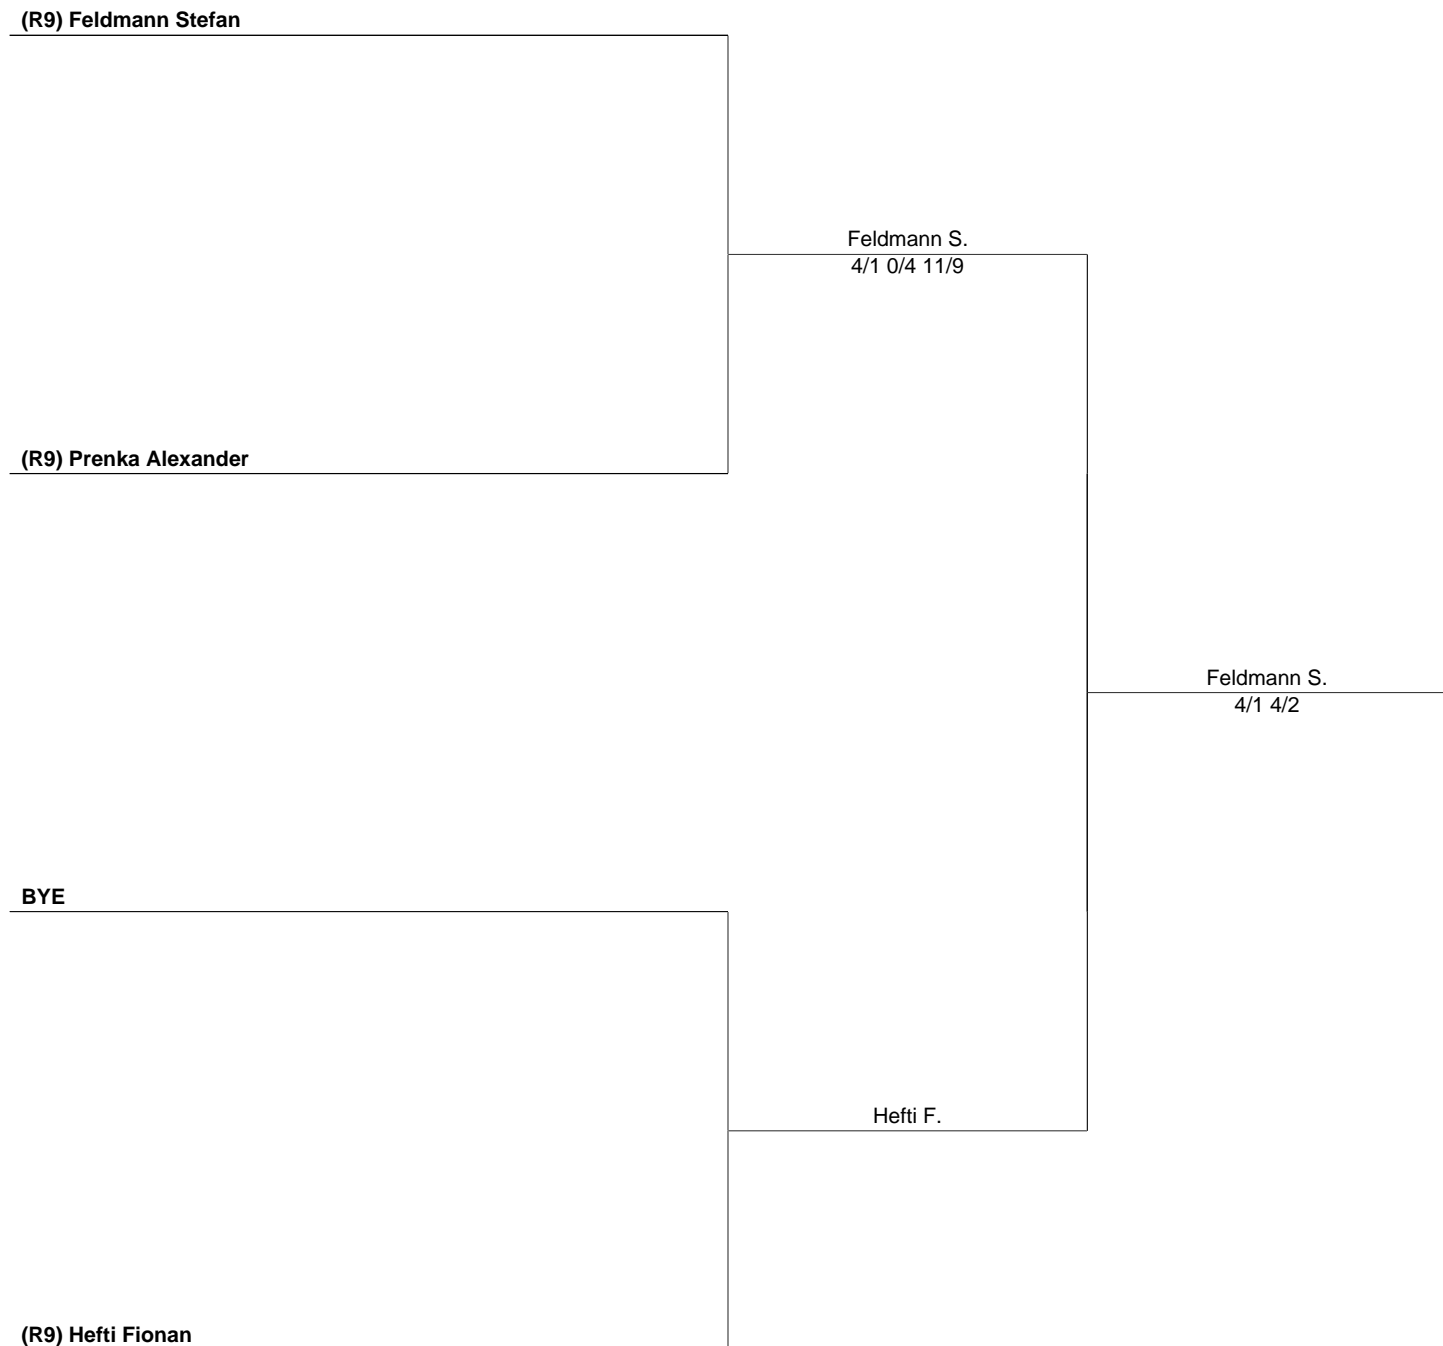 (R9) Feldmann Stefan
Feldmann S.
4/1 0/4 11/9
(R9) Prenka Alexander
Feldmann S.
4/1 4/2
BYE
Hefti F.
(R9) Hefti Fionan